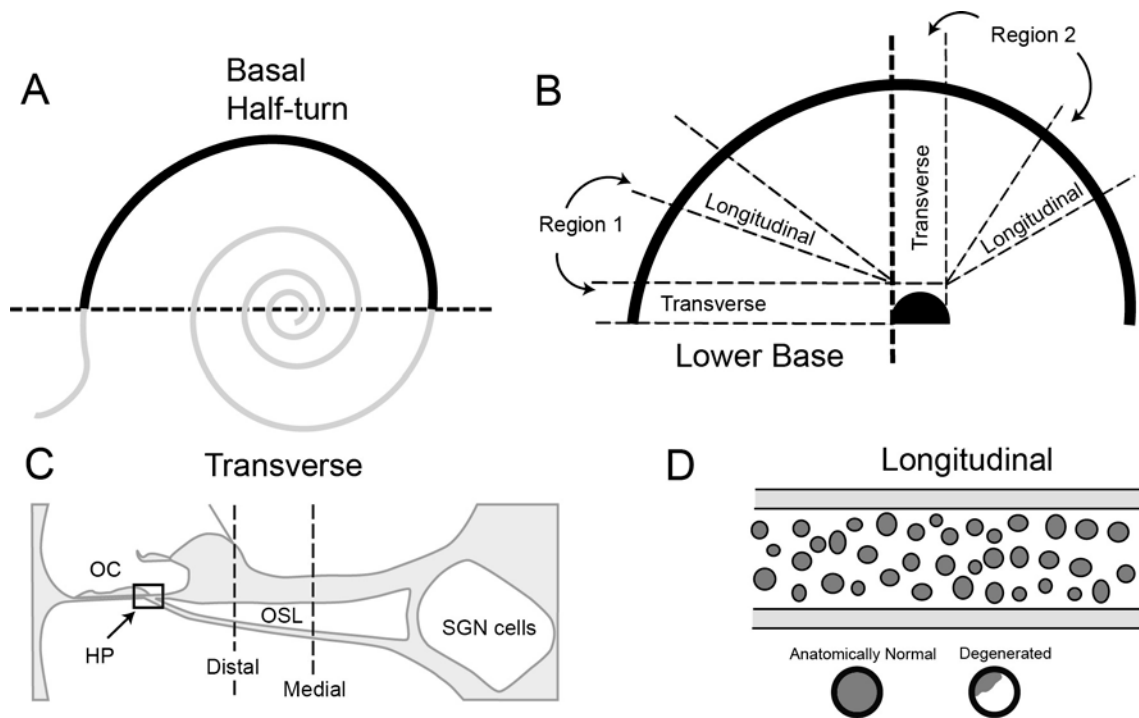 A
Basal
Half-turn
B
Region 2
Region 1
Longitudinal
Transverse
Longitudinal
Transverse
Lower Base
C
Transverse
OC
HP
OSL
SGN cells
Distal
Medial
D
Longitudinal
Anatomically Normal
Degenerated